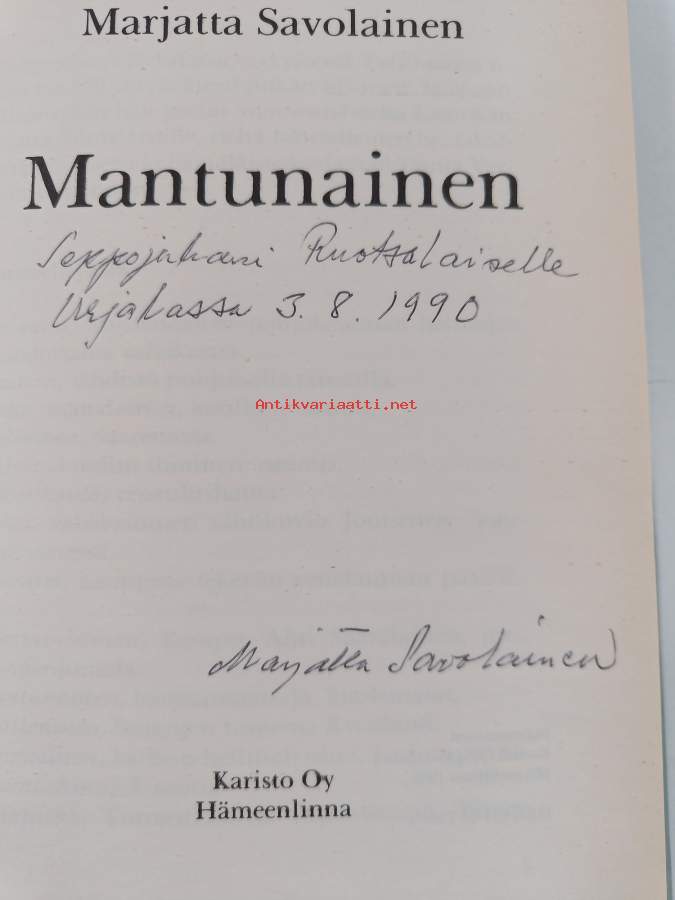 Marjatta Savolainen
Mantunainen
Seppojuhani Ruotsalaiselle
Urjalassa 3.8.1990
Antikvariaatti.net
Marjatta Savolainen
Karisto Oy
Hämeenlinna